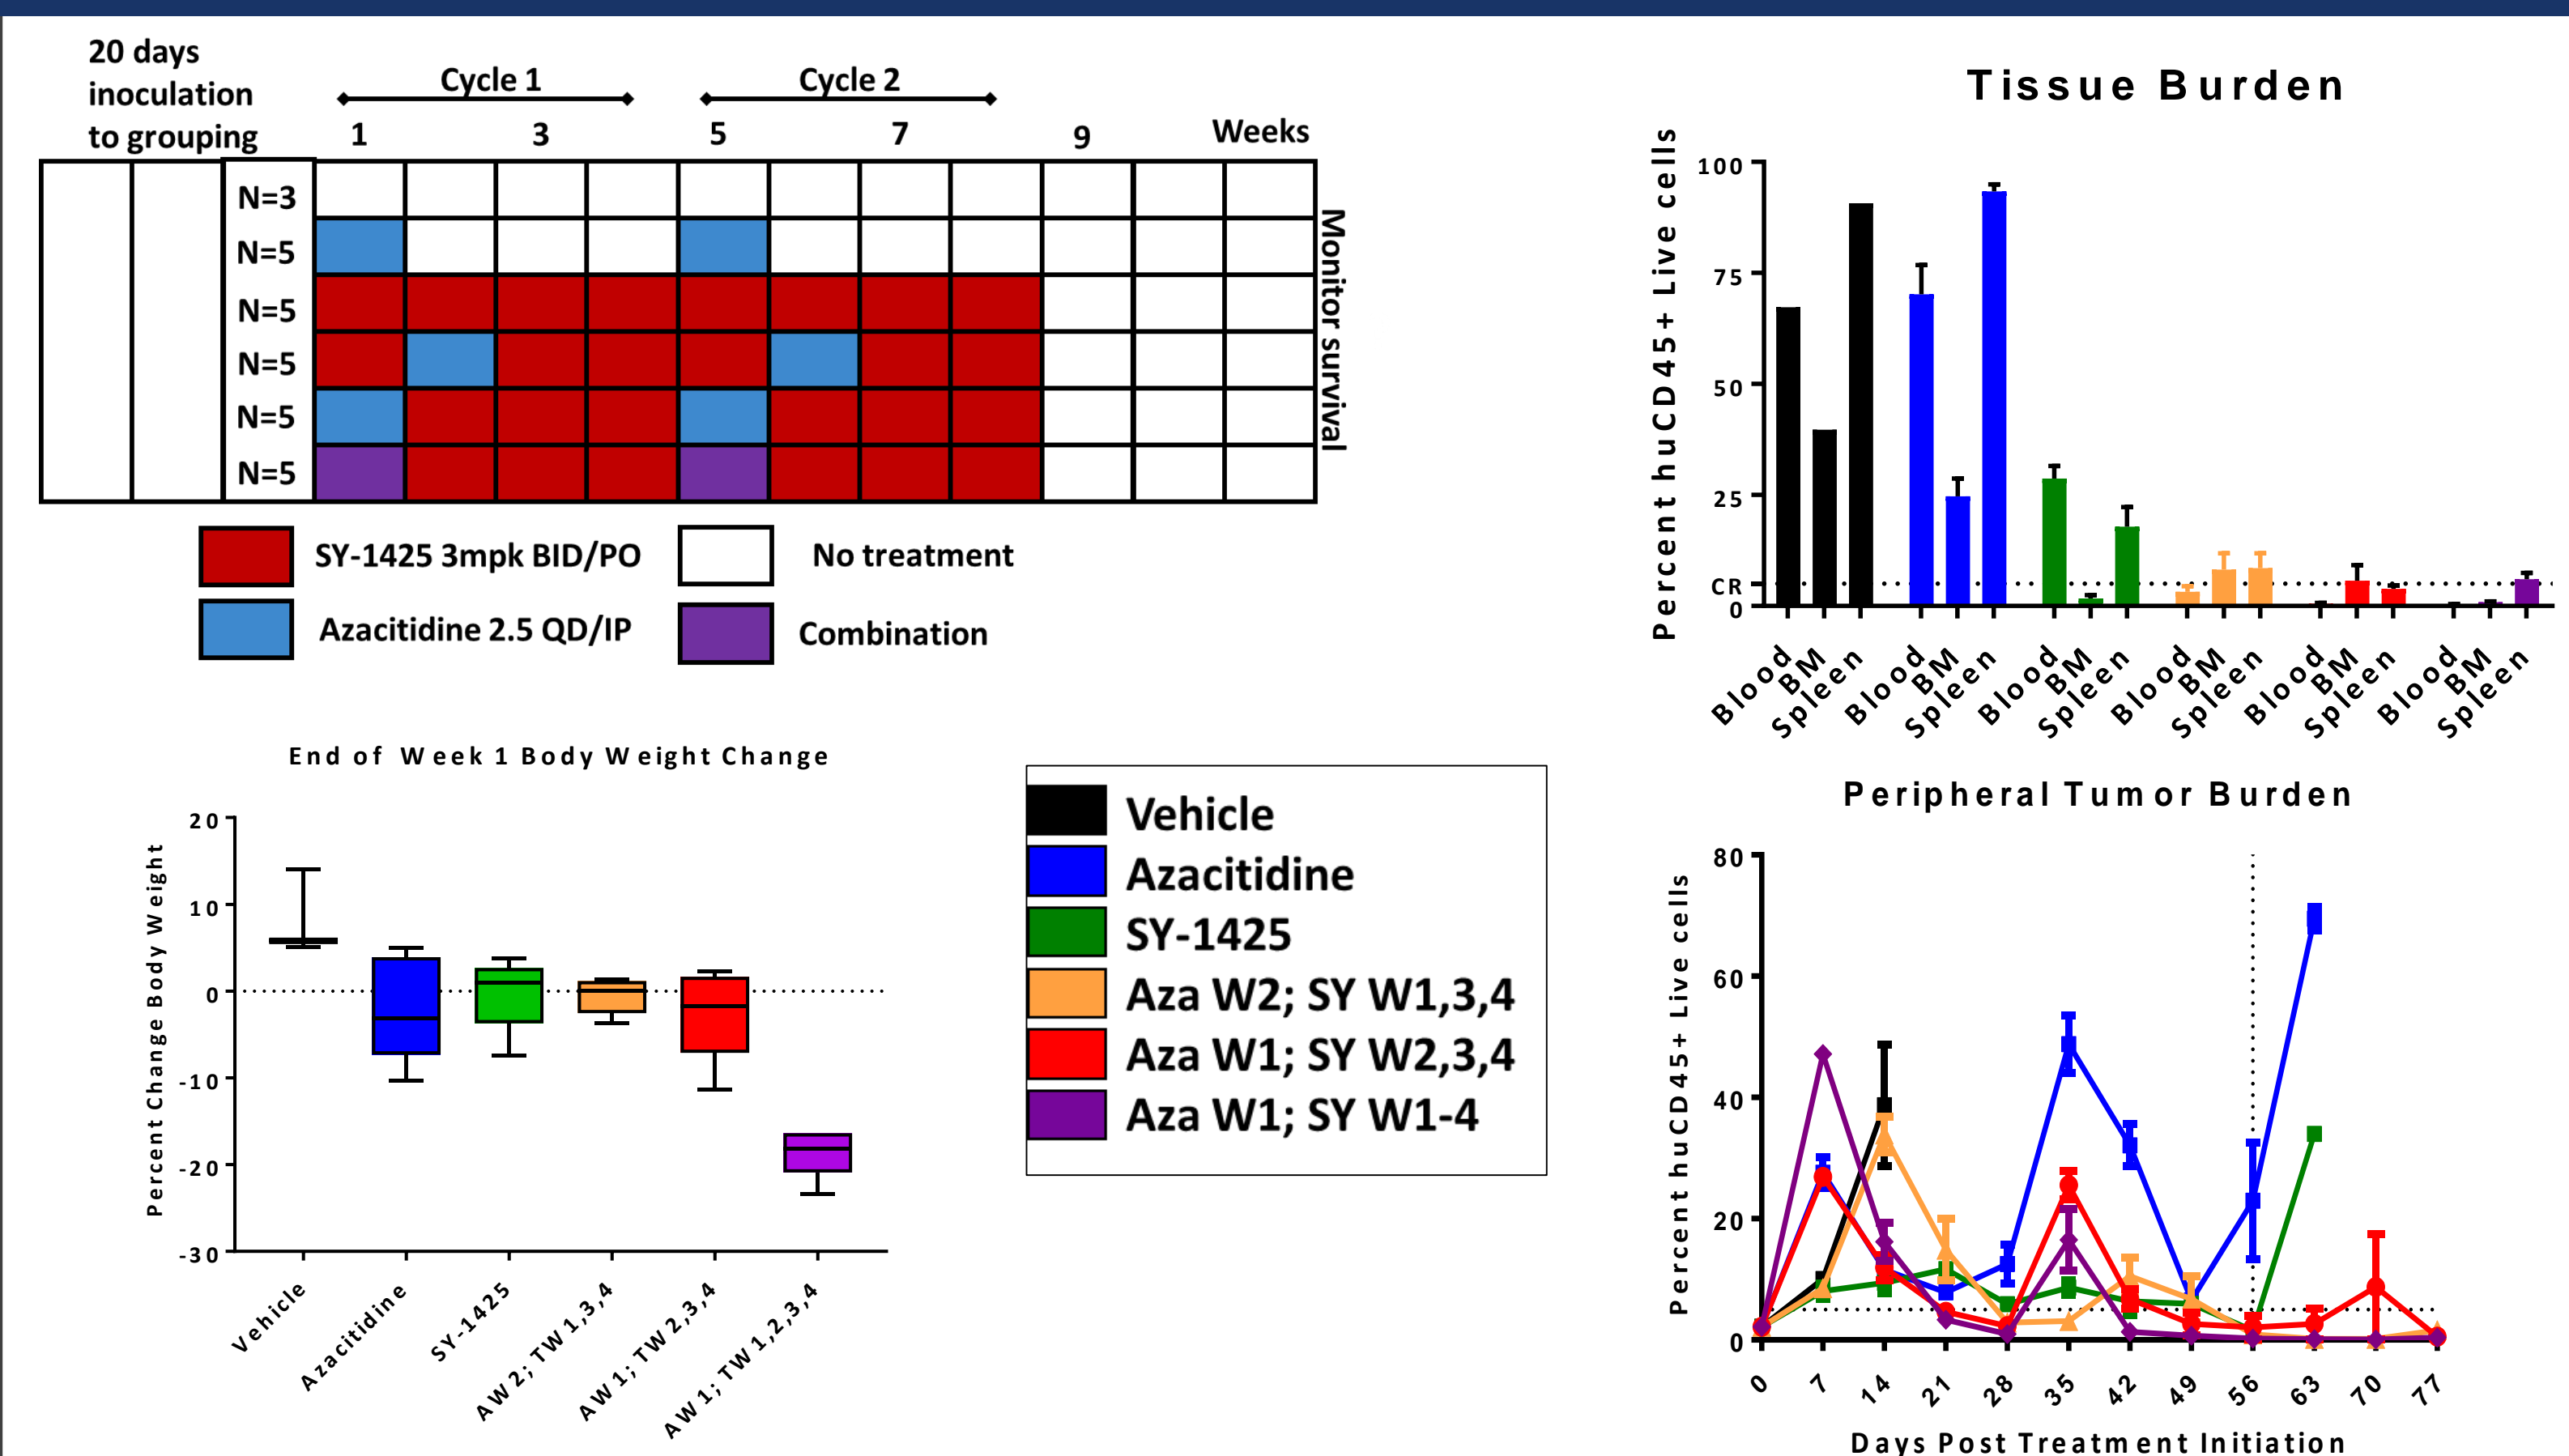 20 days
inoculation
to grouping
Cycle 1
Cycle 2
1
3
5
7
9
Weeks
N=3
N=5
N=5
N=5
N=5
N=5
Monitor survival
SY-1425 3mpk BID/PO
No treatment
Azacitidine 2.5 QD/IP
Combination
Tissue Burden
Percent huCD45+ Live cells
100
75
50
25
CR
0
Blood
BM
Spleen
Blood
BM
Spleen
Blood
BM
Spleen
Blood
BM
Spleen
Blood
BM
Spleen
Blood
BM
Spleen
End of Week 1 Body Weight Change
Percent Change Body Weight
20
10
0
-10
-20
-30
Vehicle
Azacitidine
SY-1425
AW2; TW1,3,4
AW1; TW2,3,4
AW1; TW1,2,3,4
Vehicle
Azacitidine
SY-1425
Aza W2; SY W1,3,4
Aza W1; SY W2,3,4
Aza W1; SY W1-4
Peripheral Tumor Burden
Percent huCD45+ Live cells
80
60
40
20
0
0
7
14
21
28
35
42
49
56
63
70
77
Days Post Treatment Initiation